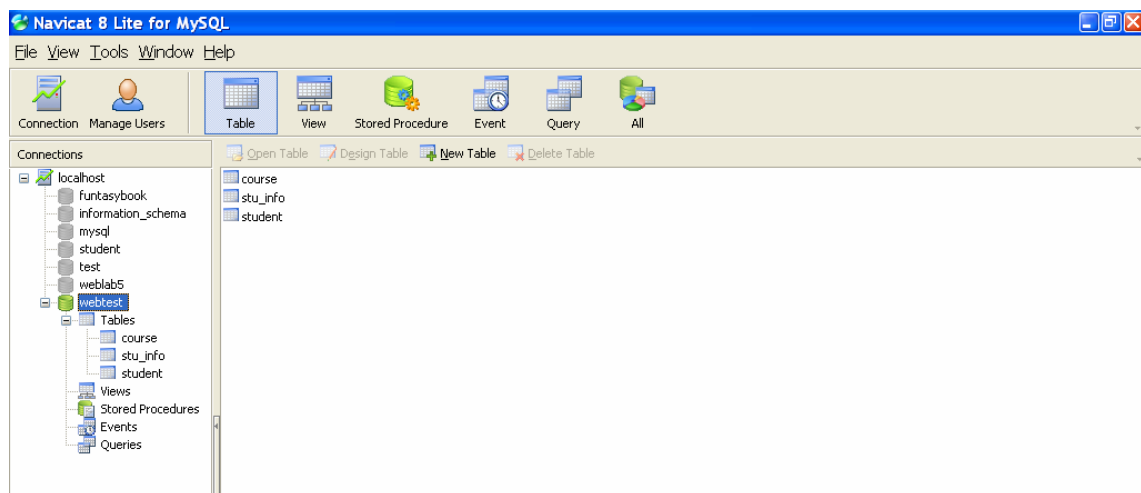 Navicat 8 Lite for MySQL
File View Tools Window Help
Connection Manage Users Table View Stored Procedure Event Query All
Connections
Open Table Design Table New Table Delete Table
localhost
funtasybook
information_schema
mysql
student
test
weblab5
webtest
Tables
course
stu_info
student
Views
Stored Procedures
Events
Queries
course
stu_info
student